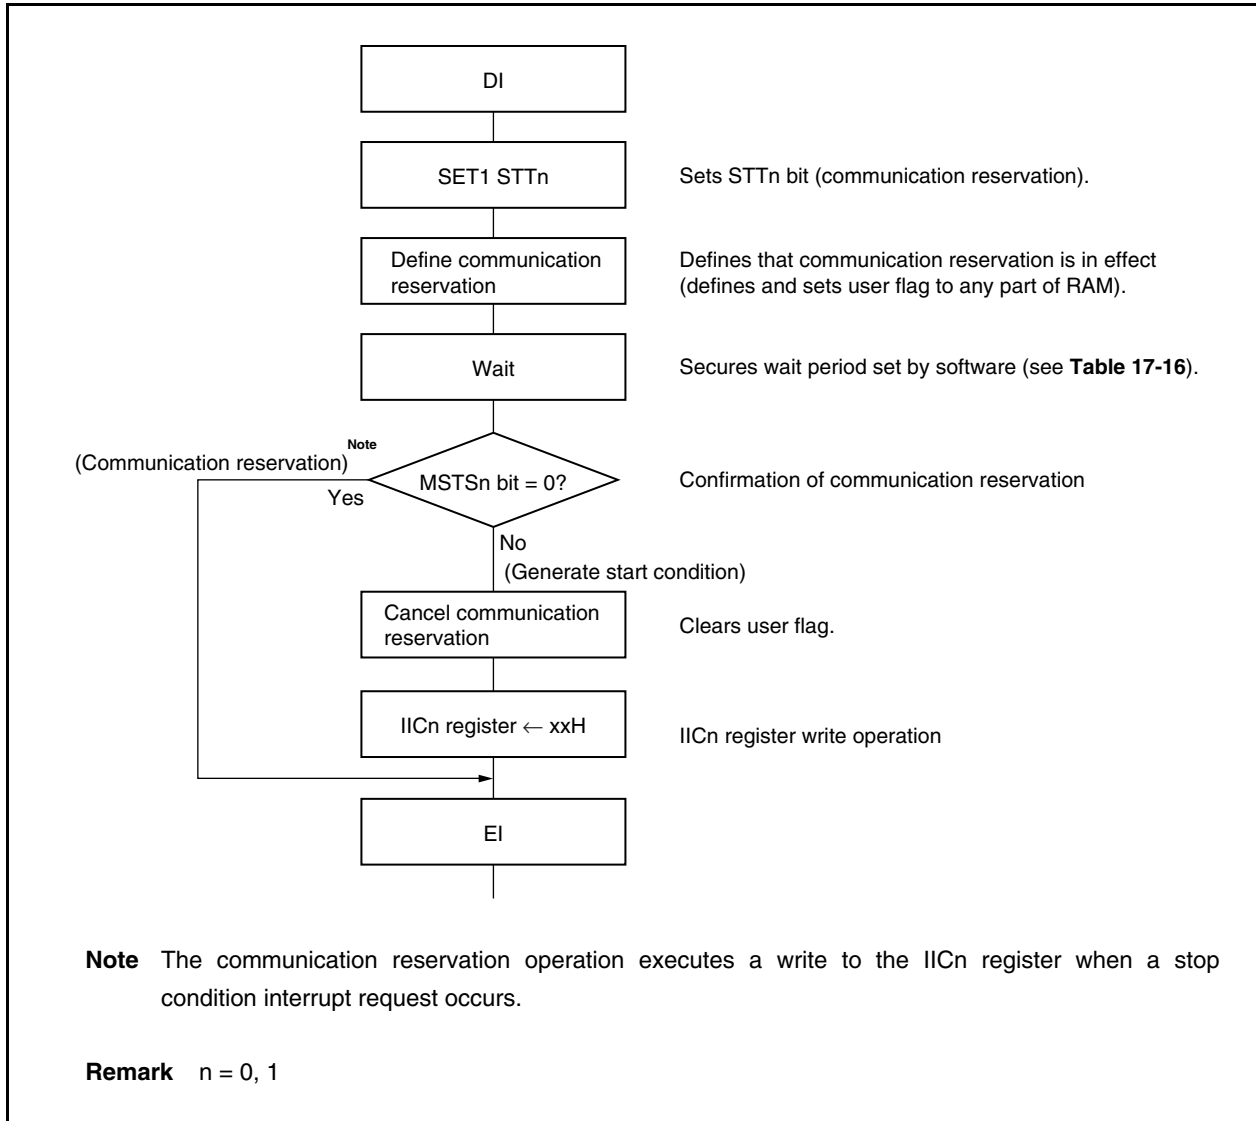 DI
SET1 STTn
Sets STTn bit (communication reservation).
Define communication
reservation
Defines that communication reservation is in effect
(defines and sets user flag to any part of RAM).
Wait
Secures wait period set by software (see Table 17-16).
(Communication reservation)Note
Yes
MSTSn bit = 0?
Confirmation of communication reservation
No
(Generate start condition)
Cancel communication
reservation
Clears user flag.
IICn register ← xxH
IICn register write operation
EI
Note The communication reservation operation executes a write to the IICn register when a stop
condition interrupt request occurs.
Remark n = 0, 1